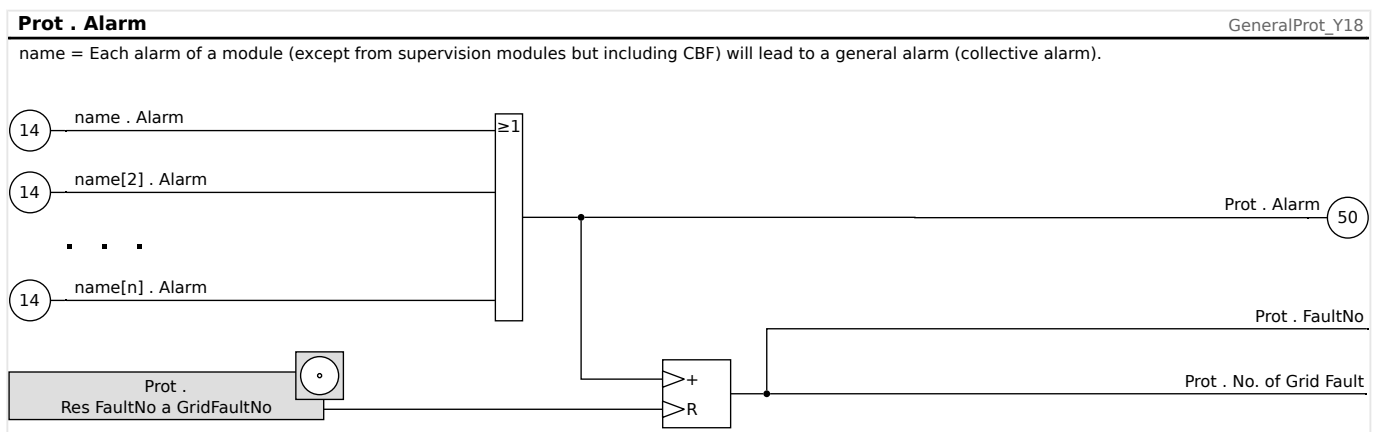 Prot . Alarm
GeneralProt_Y18
name = Each alarm of a module (except from supervision modules but including CBF) will lead to a general alarm (collective alarm).
14
name . Alarm
≥1
14
name[2] . Alarm
Prot . Alarm
50
. . .
14
name[n] . Alarm
Prot . FaultNo
Prot .
Res FaultNo a GridFaultNo
+
R
Prot . No. of Grid Fault